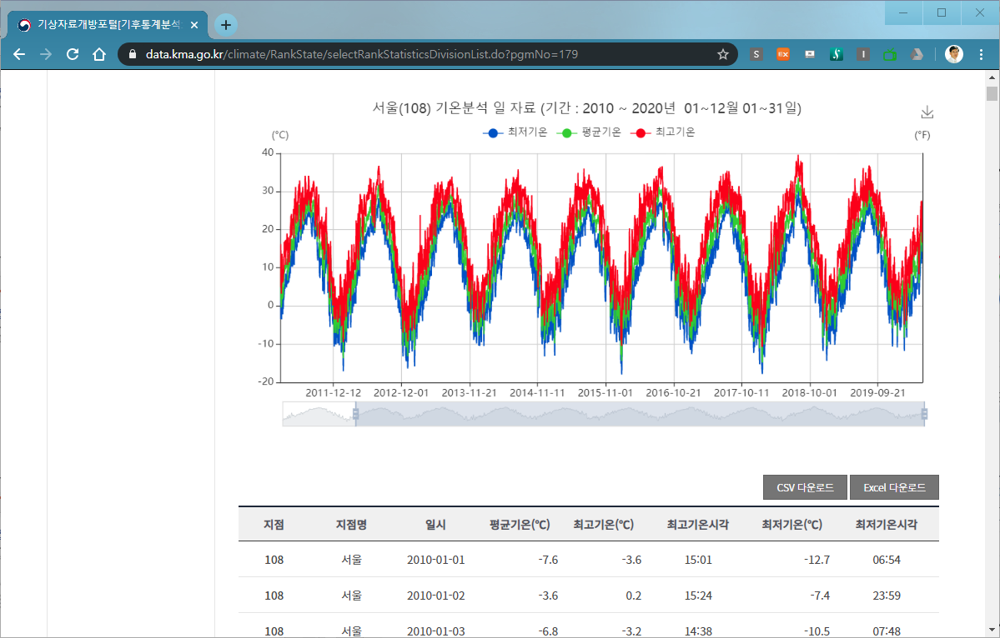 기상자료개방포털[기후통계분석
data.kma.go.kr/climate/RankState/selectRankStatisticsDivisionList.do?pgmNo=179
서울(108) 기온분석 일 자료 (기간 : 2010 ~ 2020년 01~12월 01~31일)
최저기온 평균기온 최고기온
(℃) (℉)
40
30
20
10
0
-10
-20
2011-12-12 2012-12-01 2013-11-21 2014-11-11 2015-11-01 2016-10-21 2017-10-11 2018-10-01 2019-09-21
CSV 다운로드 Excel 다운로드
지점 지점명 일시 평균기온(℃) 최고기온(℃) 최고기온시각 최저기온(℃) 최저기온시각
108 서울 2010-01-01 -7.6 -3.6 15:01 -12.7 06:54
108 서울 2010-01-02 -3.6 0.2 15:24 -7.4 23:59
108 서울 2010-01-03 -6.8 -3.2 14:38 -10.5 07:48